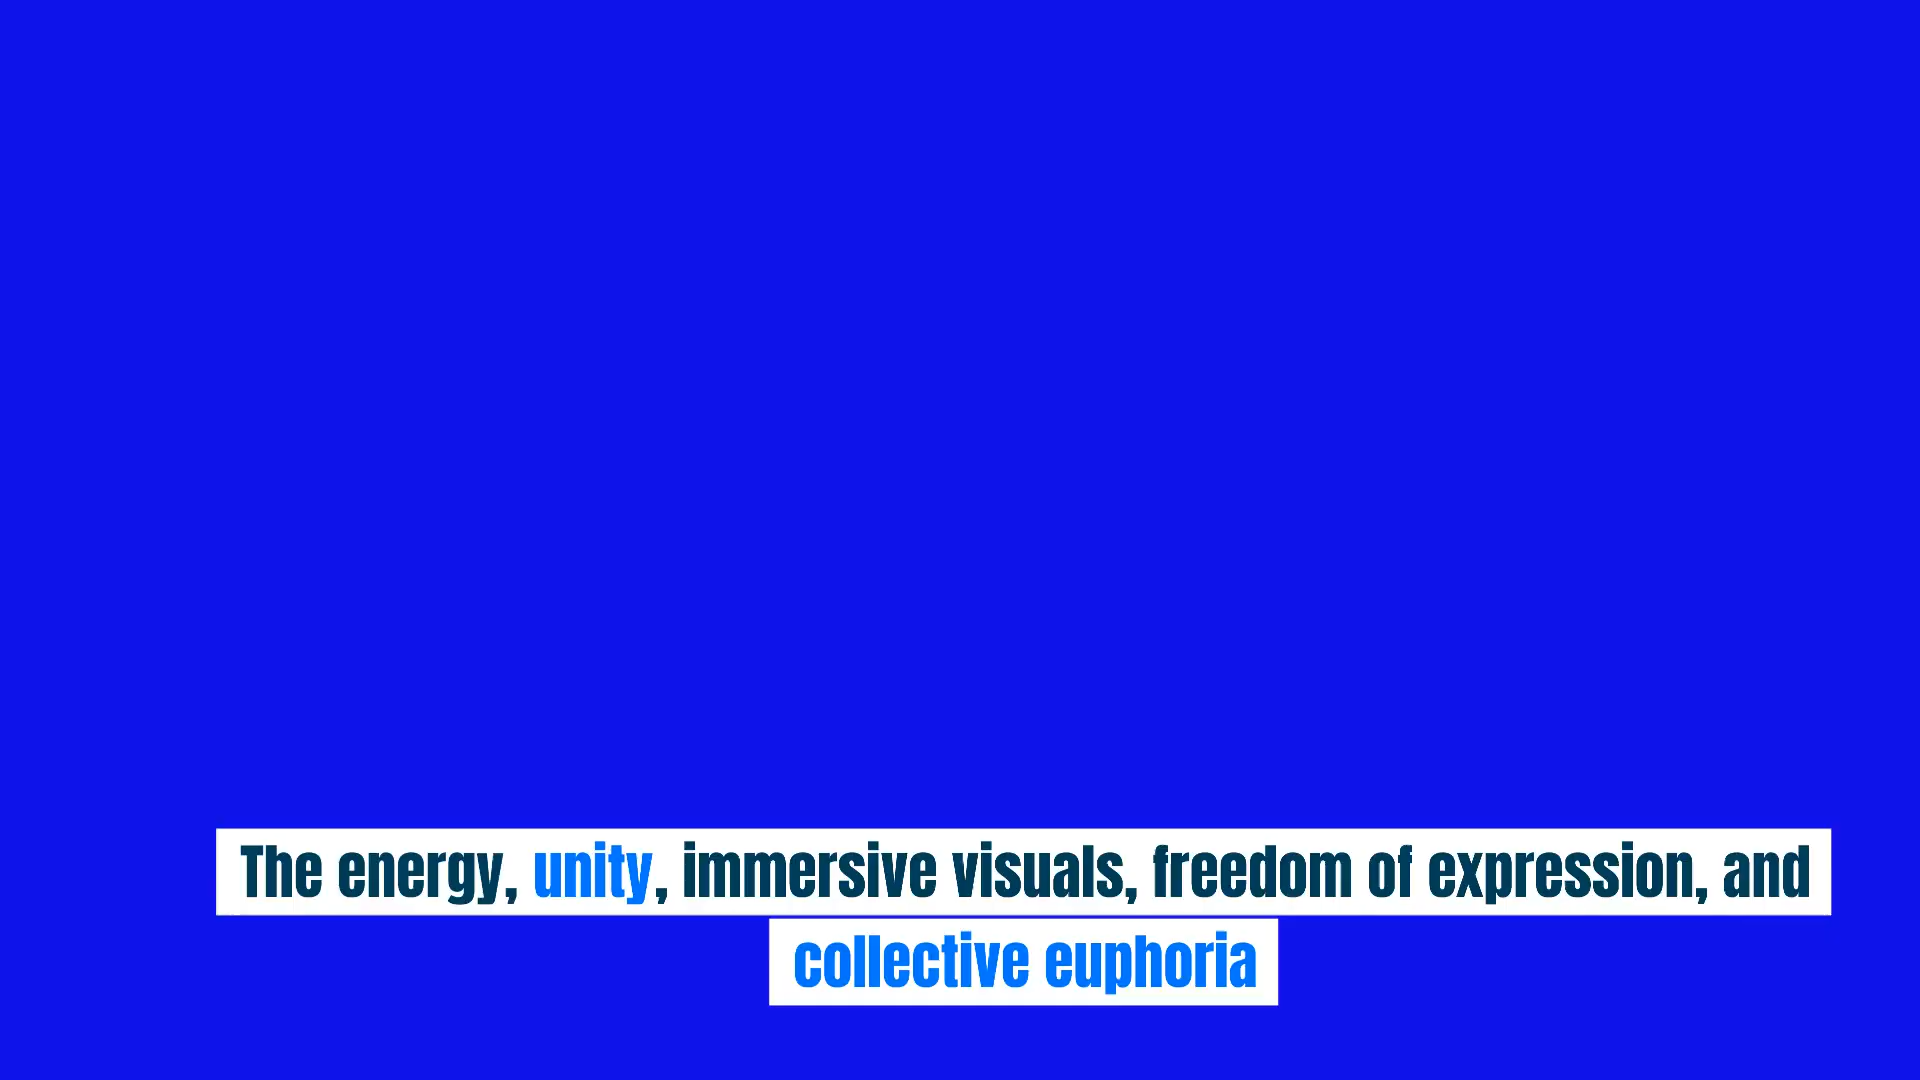 The energy, unity, immersive visuals, freedom of expression, and
collective euphoria